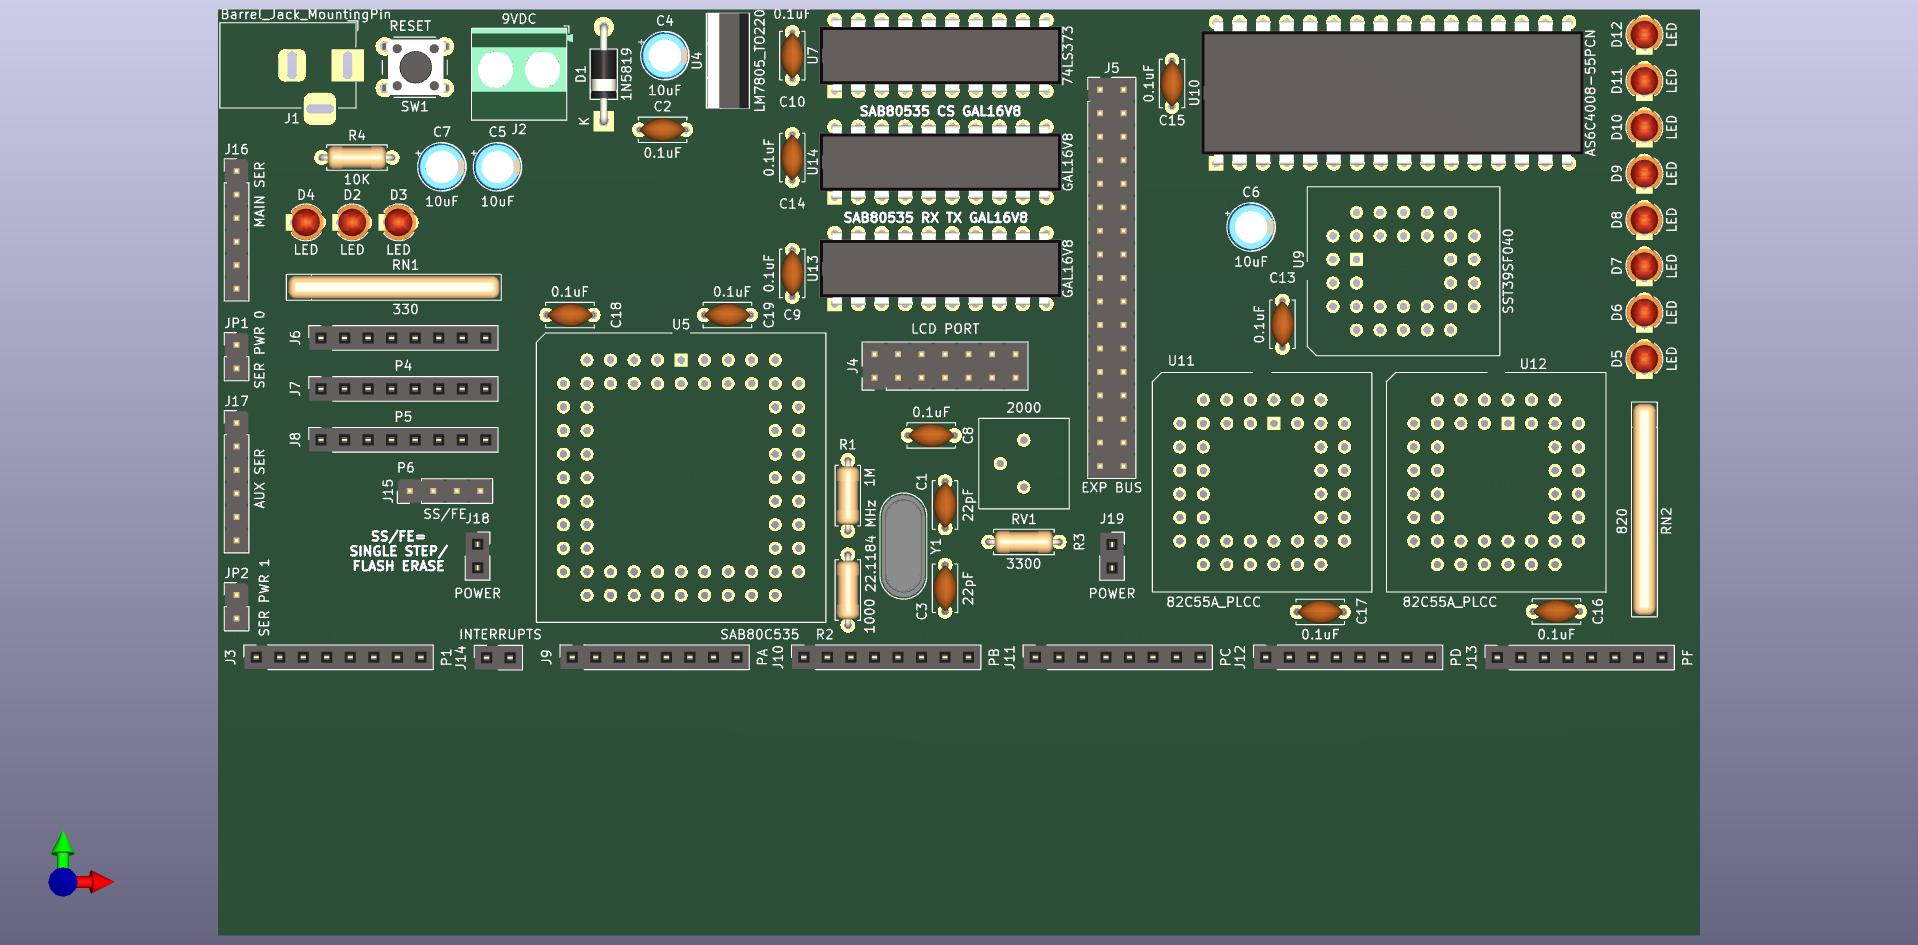 Barrel_Jack_MountingPin
J1
RESET
SW1
9VDC
J2
D1
1N5819
K
C4
10uF
U4
LM7805_TO220
C2
0.1uF
0.1uF
U7
C10
74LS373
SAB80535 CS GAL16V8
0.1uF
U14
C14
GAL16V8
SAB80535 RX TX GAL16V8
0.1uF
U13
C9
GAL16V8
J5
EXP BUS
0.1uF
C15
U10
AS6C4008-55PCN
D12
LED
D11
LED
D10
LED
D9
LED
D8
LED
D7
LED
D6
LED
D5
LED
R4
10K
C7
10uF
C5
10uF
J16
MAIN SER
D4
LED
D2
LED
D3
LED
RN1
330
JP1
SER PWR 0
J6
P4
J7
P5
J8
P6
J15
SS/FE
J17
AUX SER
SS/FE=
SINGLE STEP/
FLASH ERASE
J18
POWER
JP2
SER PWR 1
0.1uF
C18
0.1uF
C19
U5
SAB80C535
LCD PORT
J4
0.1uF
C8
2000
RV1
R1
1M
22.1184 MHz
Y1
1000
R2
C1
22pF
C3
22pF
R3
3300
J19
POWER
C6
10uF
U9
SST39SF040
C13
0.1uF
U11
82C55A_PLCC
U12
82C55A_PLCC
C17
0.1uF
C16
0.1uF
820
RN2
INTERRUPTS
J3
P1
J14
J9
PA
J10
PB
J11
PC
J12
PD
J13
PF